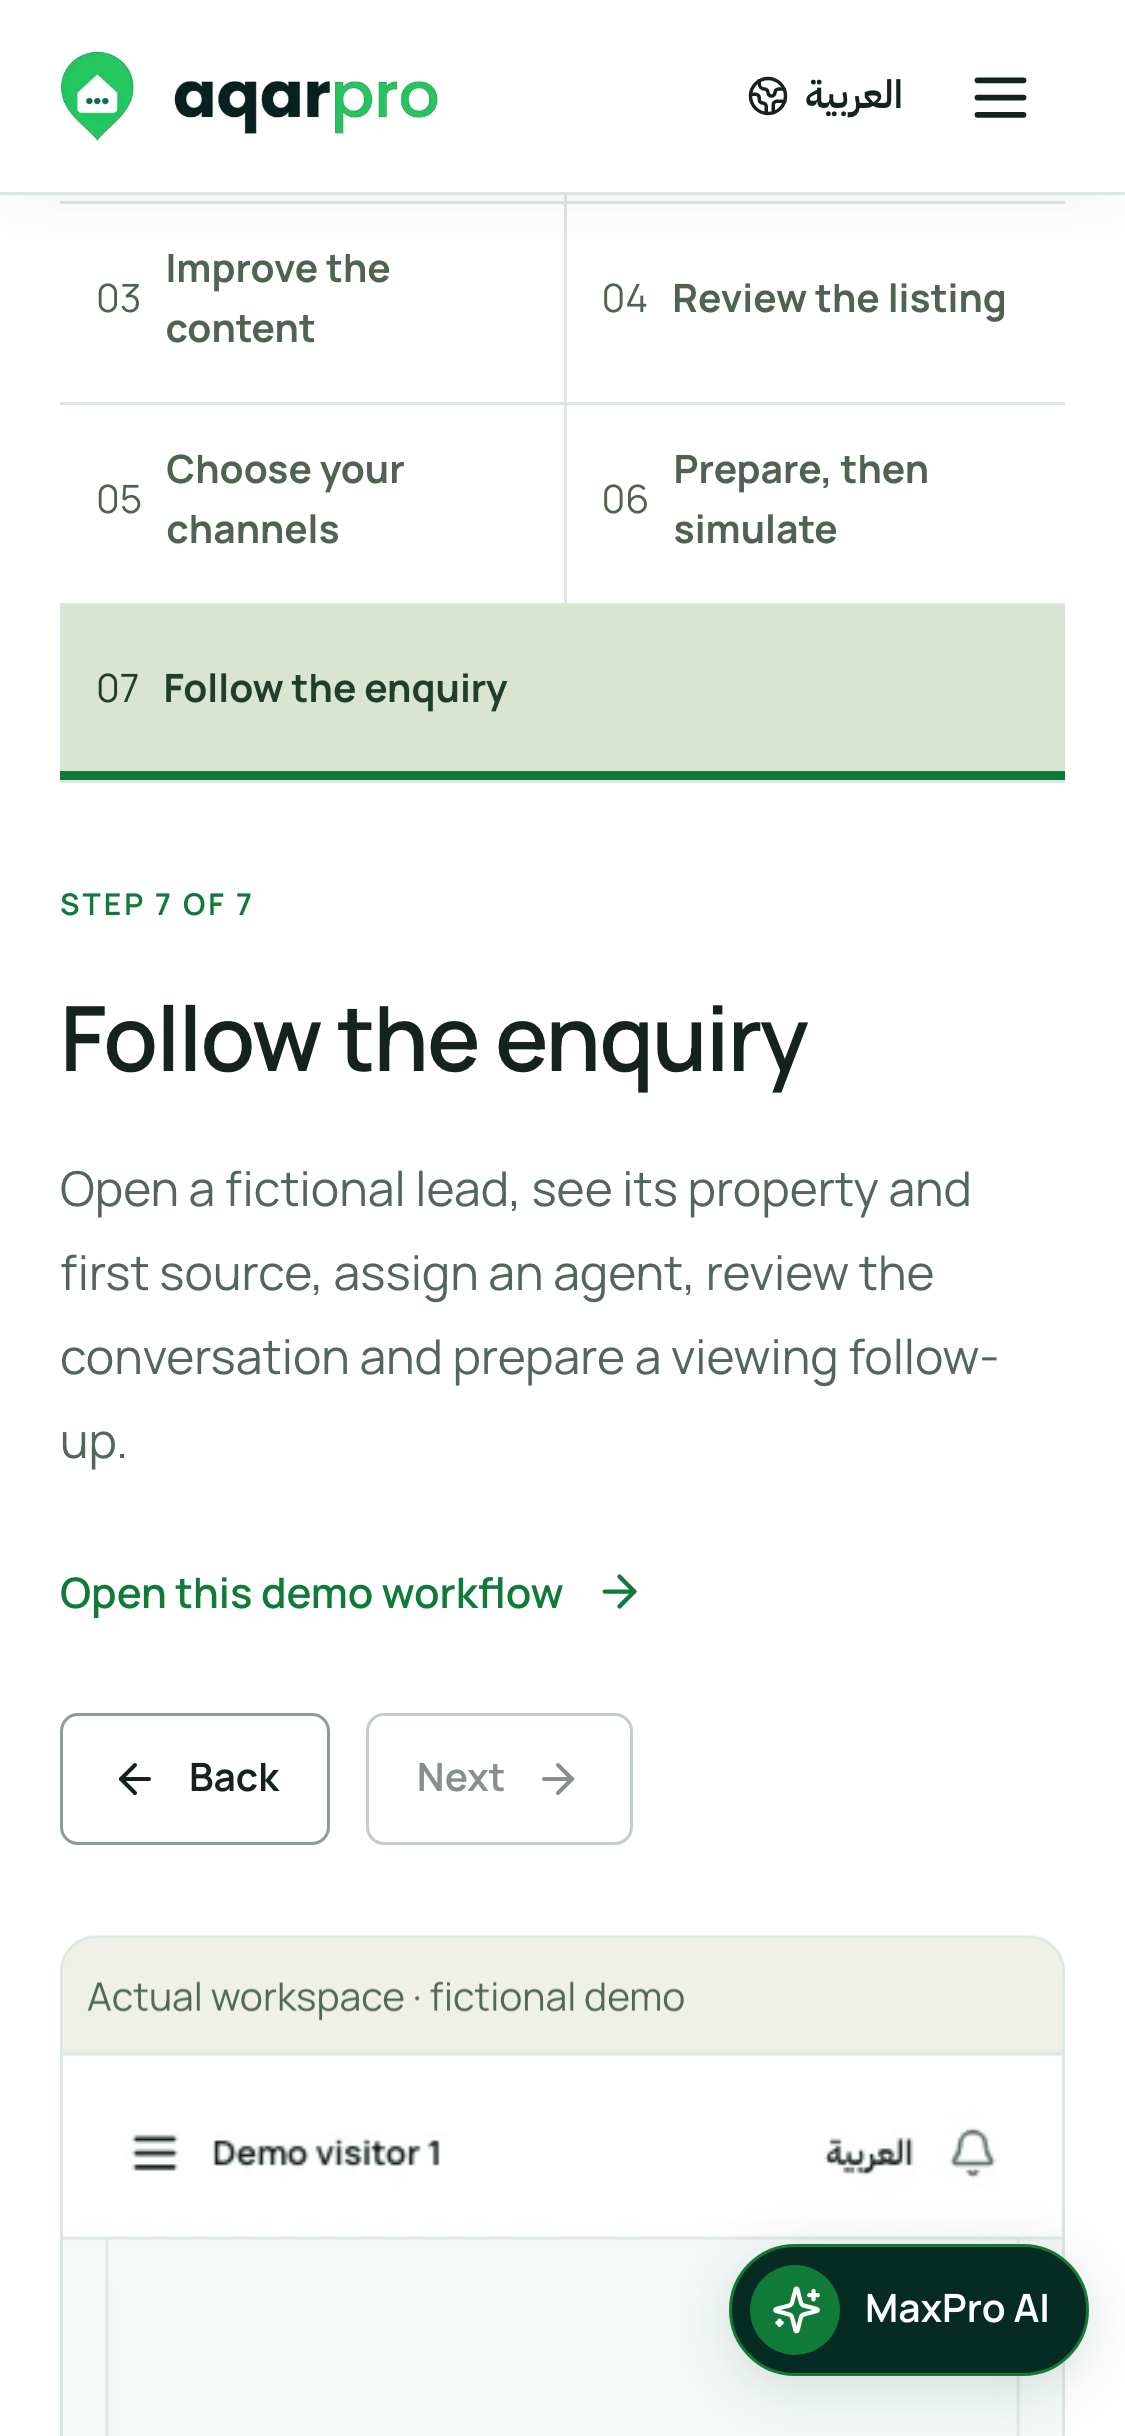 aqarpro
العربية
03 Improve the
content
04 Review the listing
05 Choose your
channels
06 Prepare, then
simulate
07 Follow the enquiry
STEP 7 OF 7
Follow the enquiry
Open a fictional lead, see its property and
first source, assign an agent, review the
conversation and prepare a viewing follow-
up.
Open this demo workflow →
← Back
Next →
Actual workspace · fictional demo
Demo visitor 1
العربية
MaxPro AI